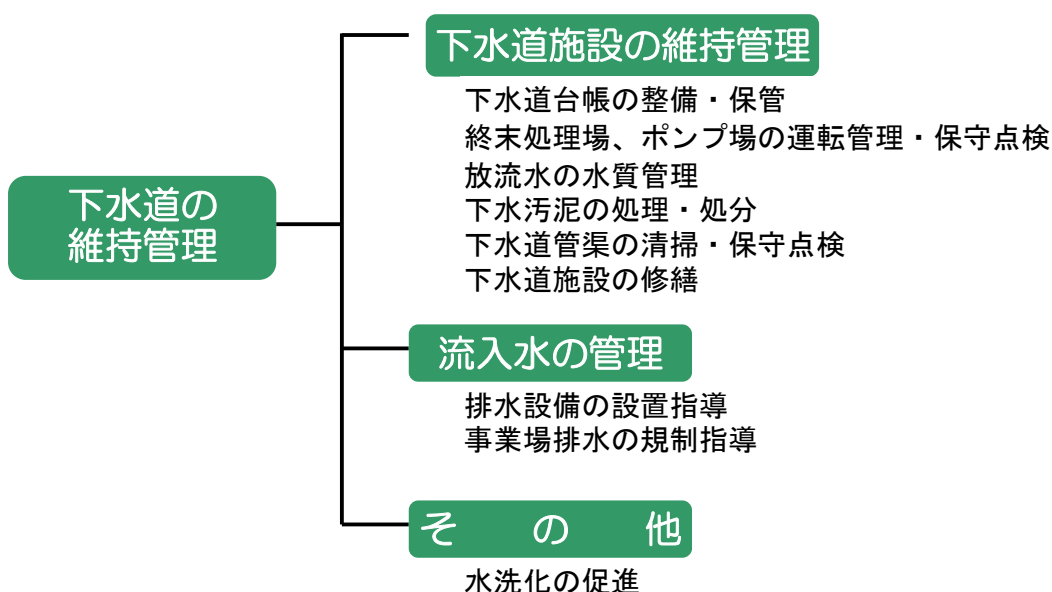 下水道の
維持管理
下水道施設の維持管理
下水道台帳の整備・保管
終末処理場、ポンプ場の運転管理・保守点検
放流水の水質管理
下水汚泥の処理・処分
下水道管渠の清掃・保守点検
下水道施設の修繕
流入水の管理
排水設備の設置指導
事業場排水の規制指導
そ の 他
水洗化の促進